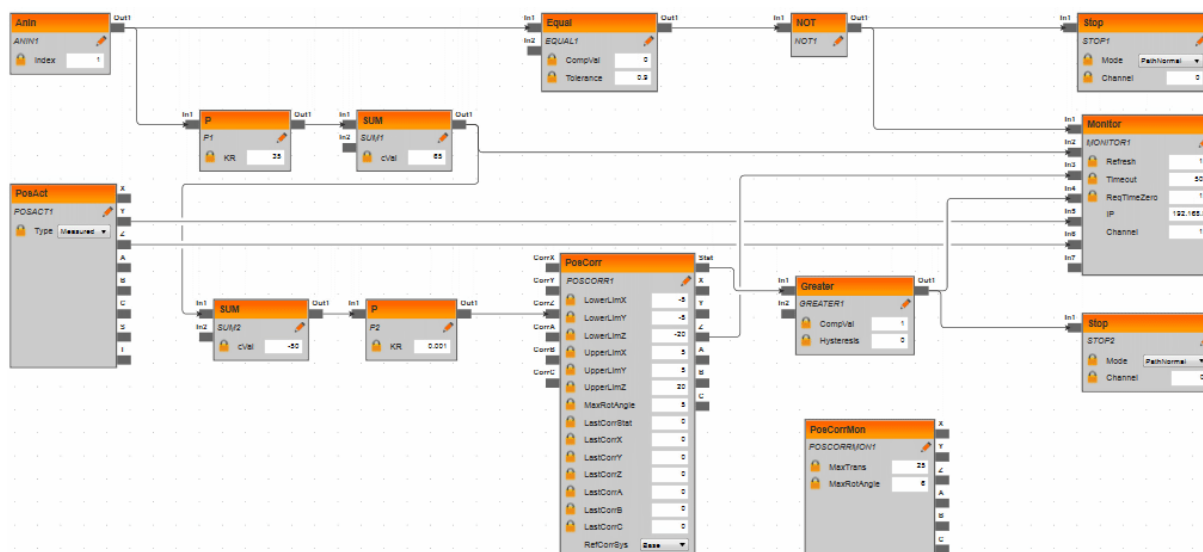 AnIn
Out1
ANIN1
Index 1
In1
In2
Equal
Out1
EQUAL1
CompVal 0
Tolerance 0.9
In1
NOT
Out1
NOT1
In1
Stop
STOP1
Mode PathNormal
Channel 0
In1
P
Out1
P1
KR 35
In1
In2
SUM
Out1
SUM1
cVal 65
In1
In2
In3
In4
In5
In6
In7
Monitor
MONITOR1
Refresh 1
Timeout 50
ReqTimeZero 1
IP 192.168.
Channel 1
PosAct
POSACT1
Type Measured
X
Y
Z
A
B
C
S
T
In1
In2
SUM
Out1
SUM2
cVal -50
In1
P
Out1
P2
KR 0.001
CorrX
CorrY
CorrZ
CorrA
CorrB
CorrC
PosCorr
POSCORR1
LowerLimX -5
LowerLimY -5
LowerLimZ -20
UpperLimX 5
UpperLimY 5
UpperLimZ 20
MaxRotAngle 5
LastCorrStat 0
LastCorrX 0
LastCorrY 0
LastCorrZ 0
LastCorrA 0
LastCorrB 0
LastCorrC 0
RefCorrSys Base
Stat
X
Y
Z
A
B
C
In1
In2
Greater
Out1
GREATER1
CompVal 1
Hysteresis 0
In1
Stop
STOP2
Mode PathNormal
Channel 0
PosCorrMon
POSCORRMON1
MaxTrans 25
MaxRotAngle 6
X
Y
Z
A
B
C